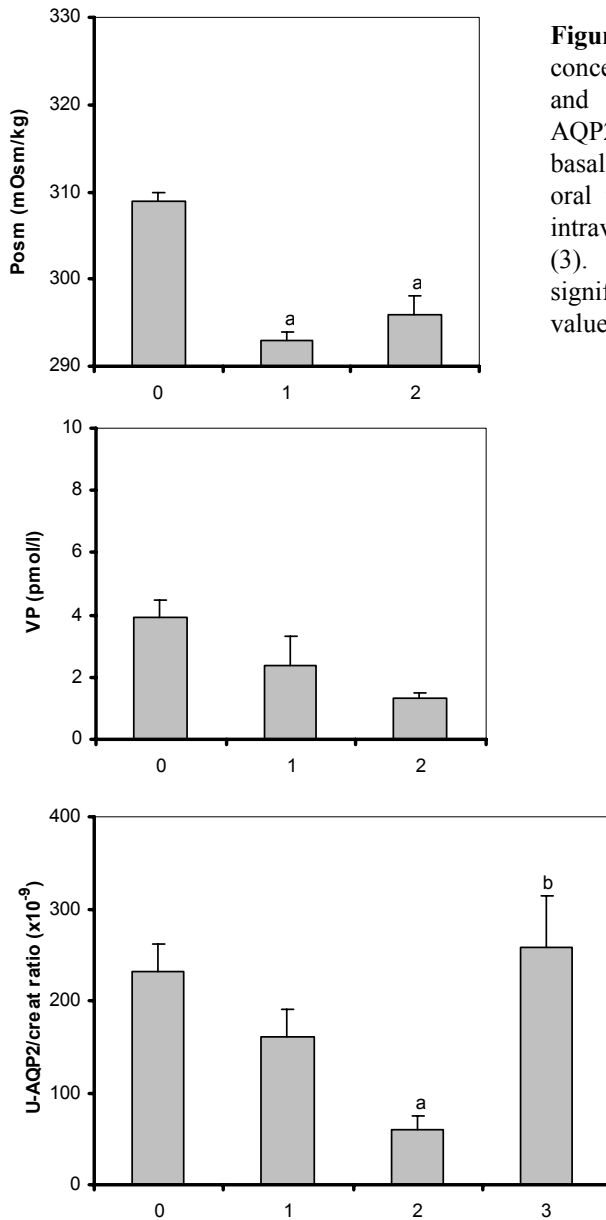 330
320
310
300
290
Posm (mOsm/kg)
a
a
0 1 2
10
8
6
4
2
0
VP (pmol/l)
0 1 2
400
300
200
100
0
U-AQP2/creat ratio (x10⁻⁹)
a
b
0 1 2 3
Figur
conce
and
AQP2
basal
oral
intrav
(3).
signif
value